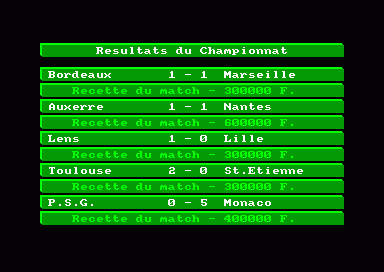 Resultats du Championnat
Bordeaux 1 - 1 Marseille
Recette du match - 300000 F.
Auxerre 1 - 1 Nantes
Recette du match - 600000 F.
Lens 1 - 0 Lille
Recette du match - 300000 F.
Toulouse 2 - 0 St.Etienne
Recette du match - 300000 F.
P.S.G. 0 - 5 Monaco
Recette du match - 400000 F.